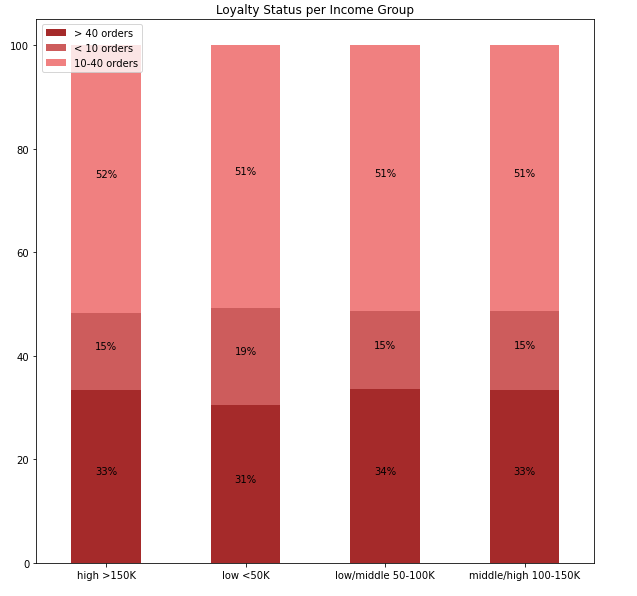 Loyalty Status per Income Group
> 40 orders
< 10 orders
10-40 orders
100
80
60
40
20
0
52%
51%
51%
51%
15%
19%
15%
15%
33%
31%
34%
33%
high >150K
low <50K
low/middle 50-100K
middle/high 100-150K